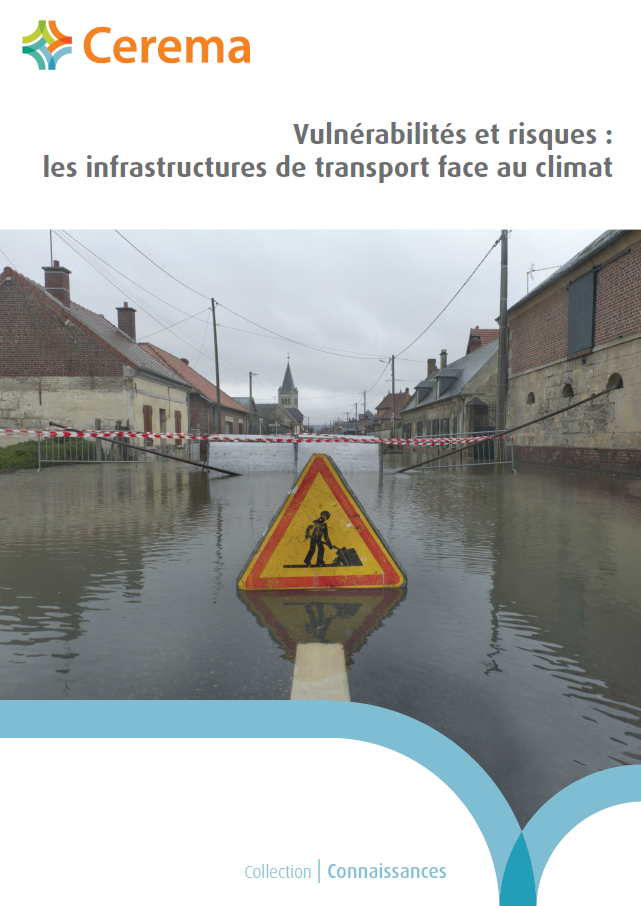 Cerema
Vulnérabilités et risques :
les infrastructures de transport face au climat
Collection | Connaissances